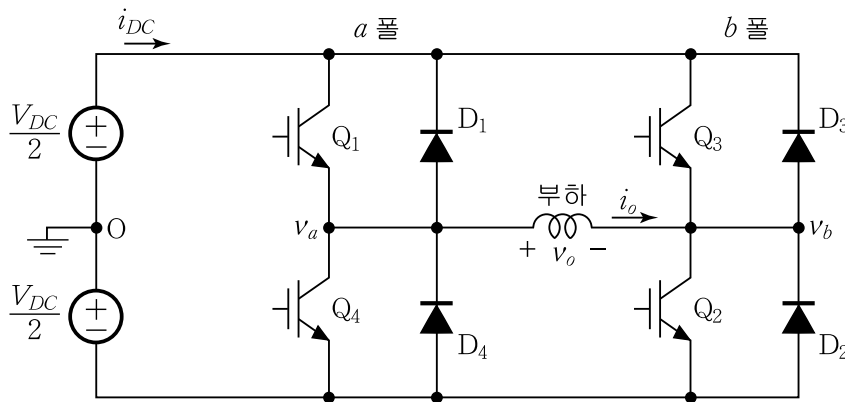 i_DC
a 폴
b 폴
V_DC/2
+
−
Q₁
D₁
Q₃
D₃
O
v_a
부하
i_o
+ v_o −
v_b
V_DC/2
+
−
Q₄
D₄
Q₂
D₂